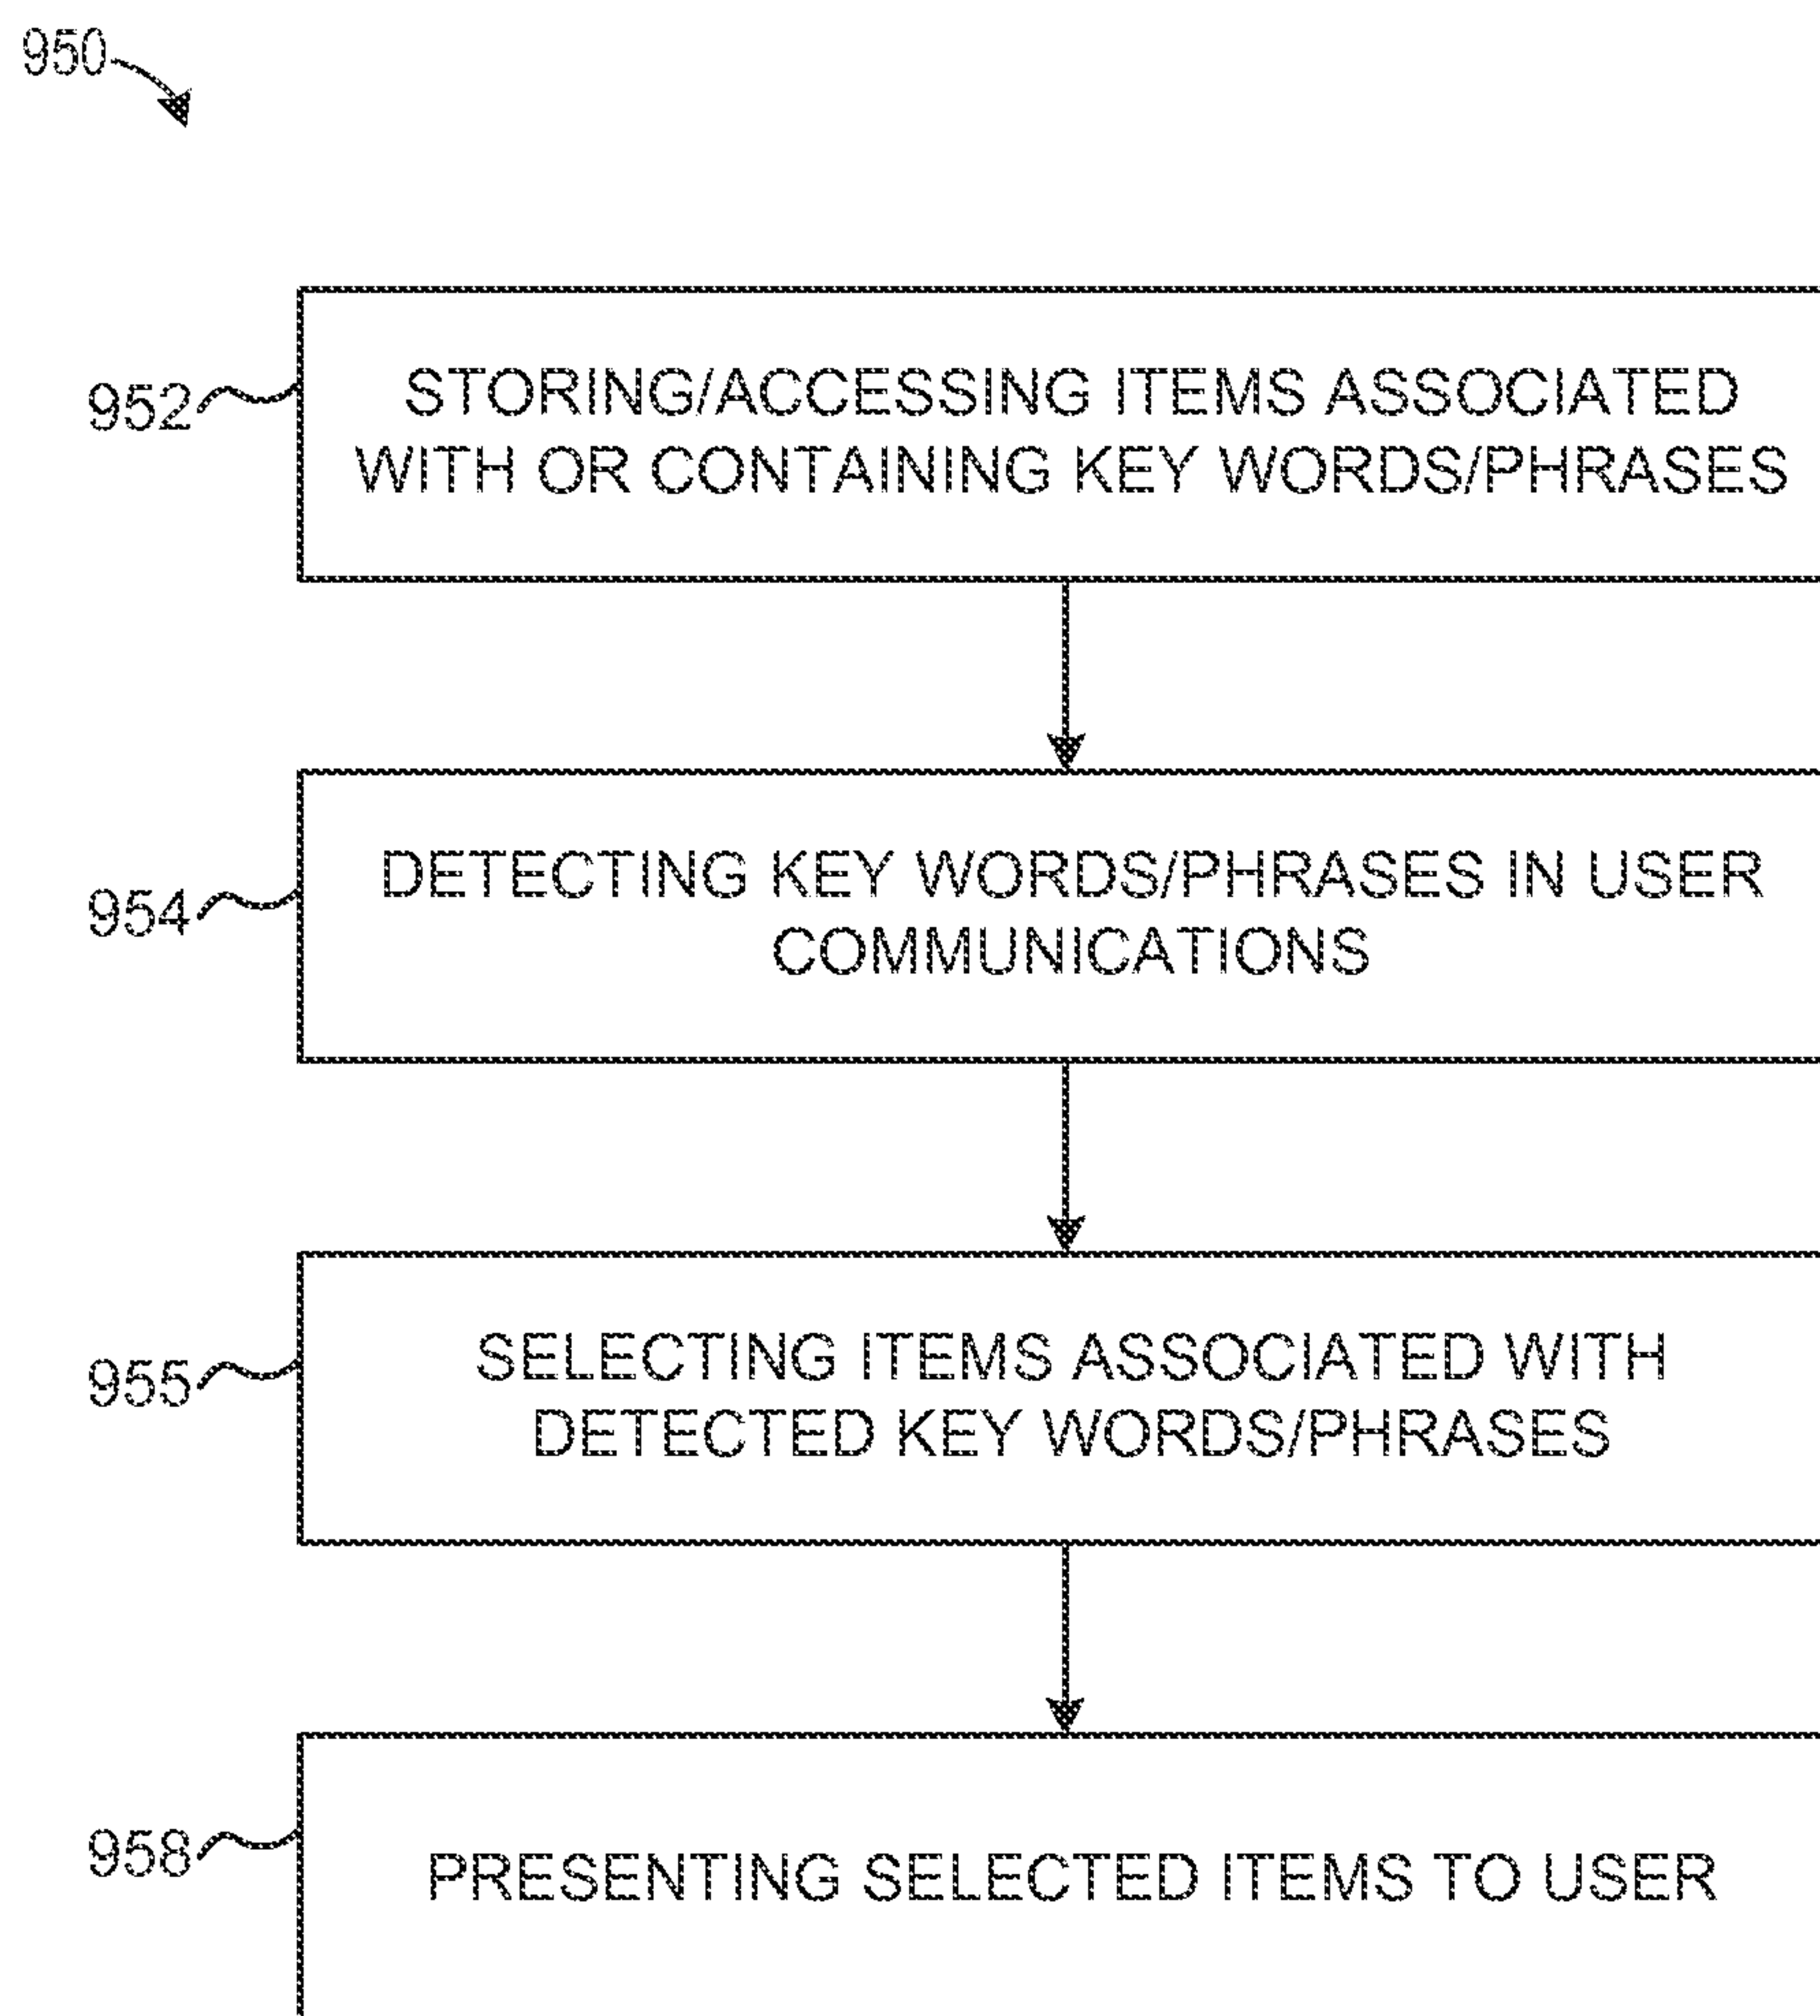 950
952
STORING/ACCESSING ITEMS ASSOCIATED
WITH OR CONTAINING KEY WORDS/PHRASES
954
DETECTING KEY WORDS/PHRASES IN USER
COMMUNICATIONS
955
SELECTING ITEMS ASSOCIATED WITH
DETECTED KEY WORDS/PHRASES
958
PRESENTING SELECTED ITEMS TO USER